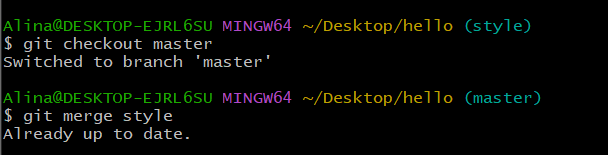 Alina@DESKTOP-EJRL6SU MINGW64 ~/Desktop/hello (style)
$ git checkout master
Switched to branch 'master'
Alina@DESKTOP-EJRL6SU MINGW64 ~/Desktop/hello (master)
$ git merge style
Already up to date.